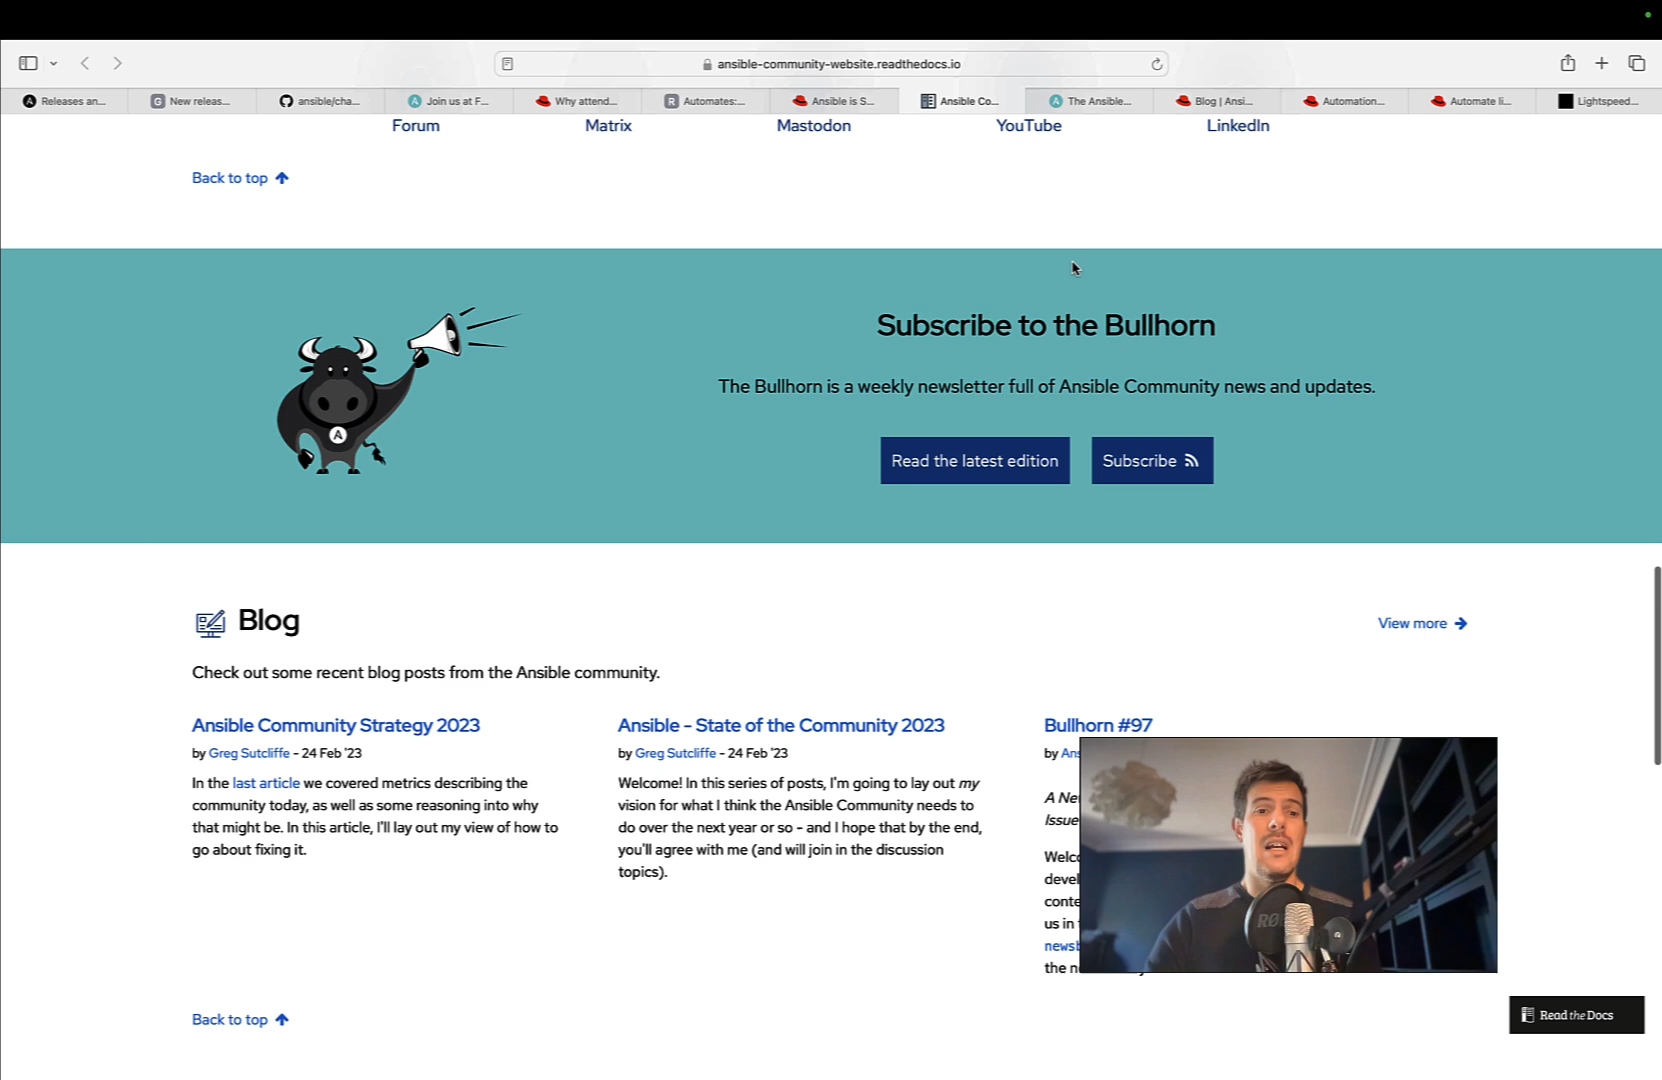 ansible-community-website.readthedocs.io
Releases an...
New releas...
ansible/cha...
Join us at F...
Why attend...
Automates:...
Ansible is S...
Ansible Co...
The Ansible...
Blog | Ansi...
Automation...
Automate li...
Lightspeed...
Forum
Matrix
Mastodon
YouTube
LinkedIn
Back to top
Subscribe to the Bullhorn
The Bullhorn is a weekly newsletter full of Ansible Community news and updates.
Read the latest edition
Subscribe
A
Blog
View more
Check out some recent blog posts from the Ansible community.
Ansible Community Strategy 2023
by Greg Sutcliffe - 24 Feb '23
In the last article we covered metrics describing the
community today, as well as some reasoning into why
that might be. In this article, I'll lay out my view of how to
go about fixing it.
Ansible - State of the Community 2023
by Greg Sutcliffe - 24 Feb '23
Welcome! In this series of posts, I'm going to lay out my
vision for what I think the Ansible Community needs to
do over the next year or so - and I hope that by the end,
you'll agree with me (and will join in the discussion
topics).
Bullhorn #97
by
A
Issue
us in
the
RØ
Back to top
Read the Docs